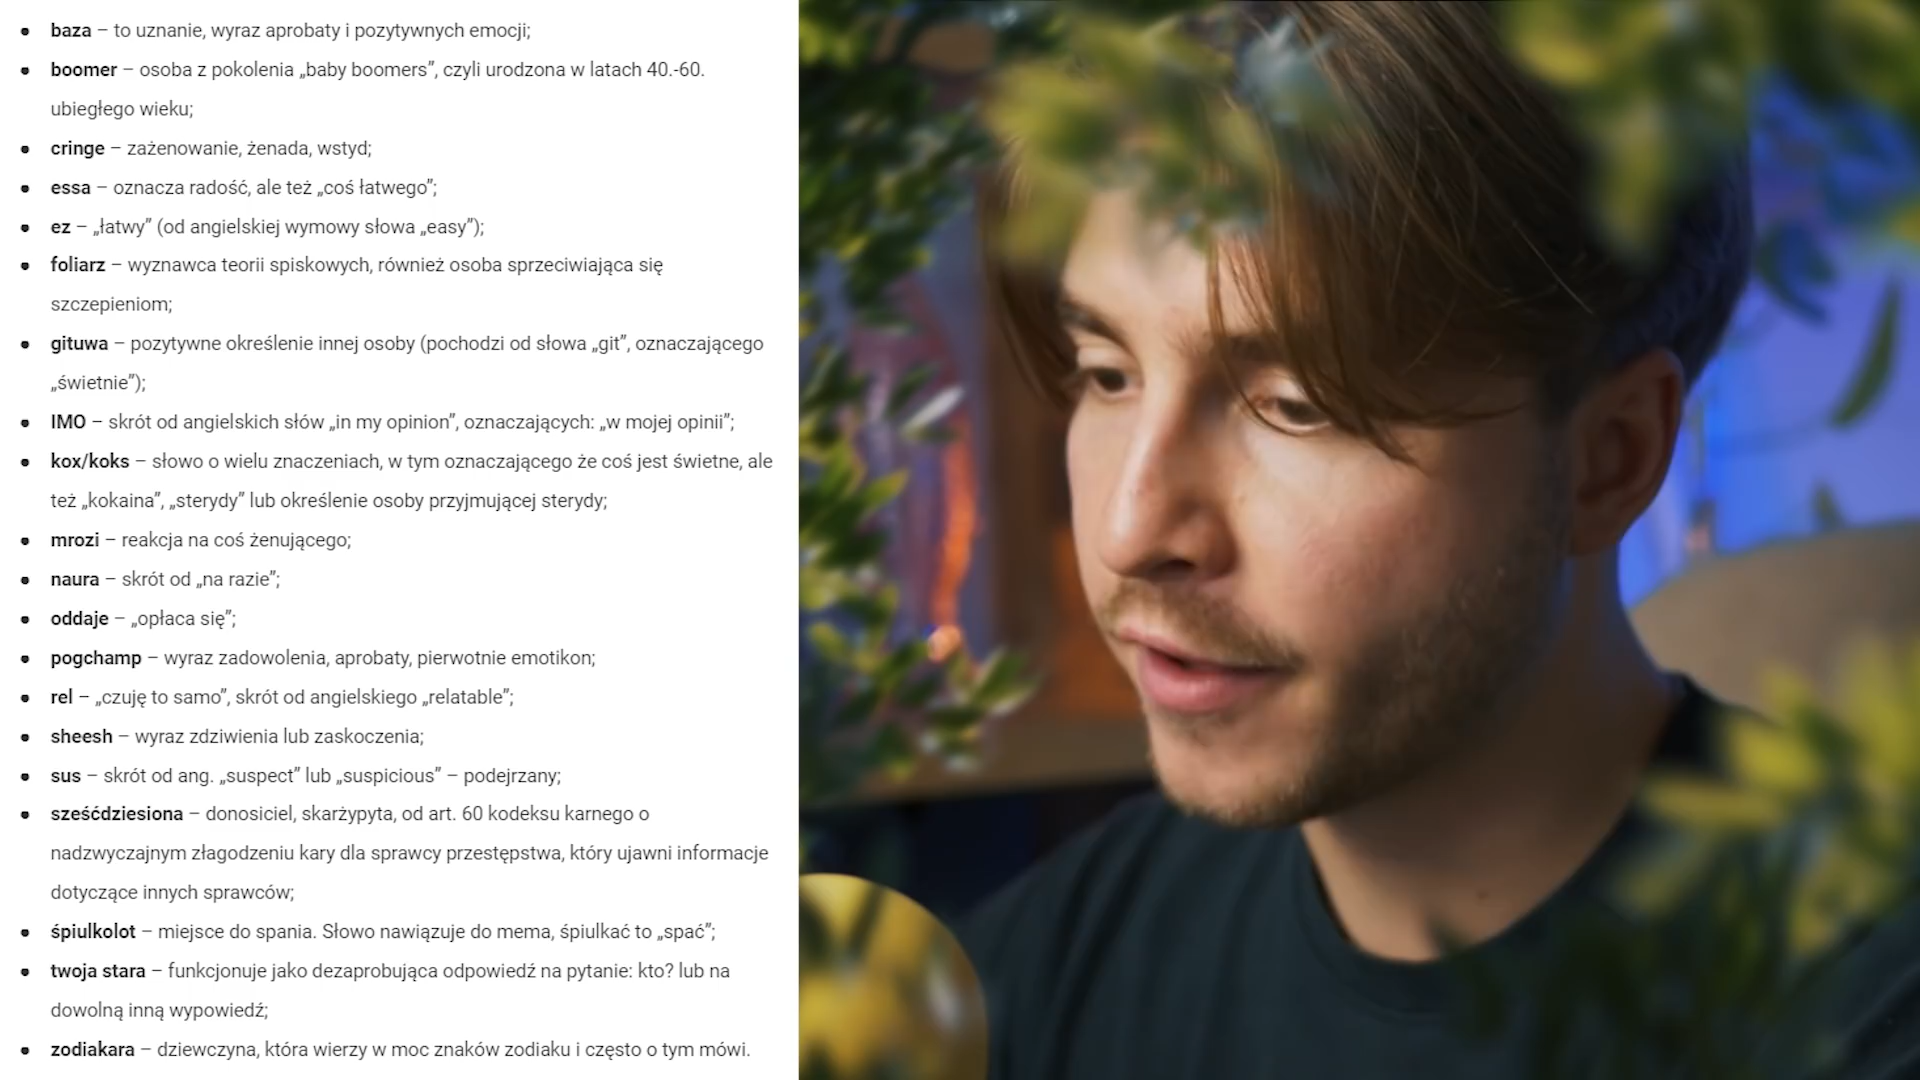 baza – to uznanie, wyraz aprobaty i pozytywnych emocji;
boomer – osoba z pokolenia „baby boomers”, czyli urodzona w latach 40.-60.
ubiegłego wieku;
cringe – zażenowanie, żenada, wstyd;
essa – oznacza radość, ale też „coś łatwego”;
ez – „łatwy” (od angielskiej wymowy słowa „easy”);
foliarz – wyznawca teorii spiskowych, również osoba sprzeciwiająca się
szczepieniom;
gituwa – pozytywne określenie innej osoby (pochodzi od słowa „git”, oznaczającego
„świetnie”);
IMO – skrót od angielskich słów „in my opinion”, oznaczających: „w mojej opinii”;
kox/koks – słowo o wielu znaczeniach, w tym oznaczającego że coś jest świetne, ale
też „kokaina”, „sterydy” lub określenie osoby przyjmującej sterydy;
mrozi – reakcja na coś żenującego;
naura – skrót od „na razie”;
oddaje – „opłaca się”;
pogchamp – wyraz zadowolenia, aprobaty, pierwotnie emotikon;
rel – „czuję to samo”, skrót od angielskiego „relatable”;
sheesh – wyraz zdziwienia lub zaskoczenia;
sus – skrót od ang. „suspect” lub „suspicious” – podejrzany;
sześćdziesiona – donosiciel, skarżypyta, od art. 60 kodeksu karnego o
nadzwyczajnym złagodzeniu kary dla sprawcy przestępstwa, który ujawni informacje
dotyczące innych sprawców;
śpiulkolot – miejsce do spania. Słowo nawiązuje do mema, śpiulkać to „spać”;
twoja stara – funkcjonuje jako dezaprobująca odpowiedź na pytanie: kto? lub na
dowolną inną wypowiedź;
zodiakara – dziewczyna, która wierzy w moc znaków zodiaku i często o tym mówi.